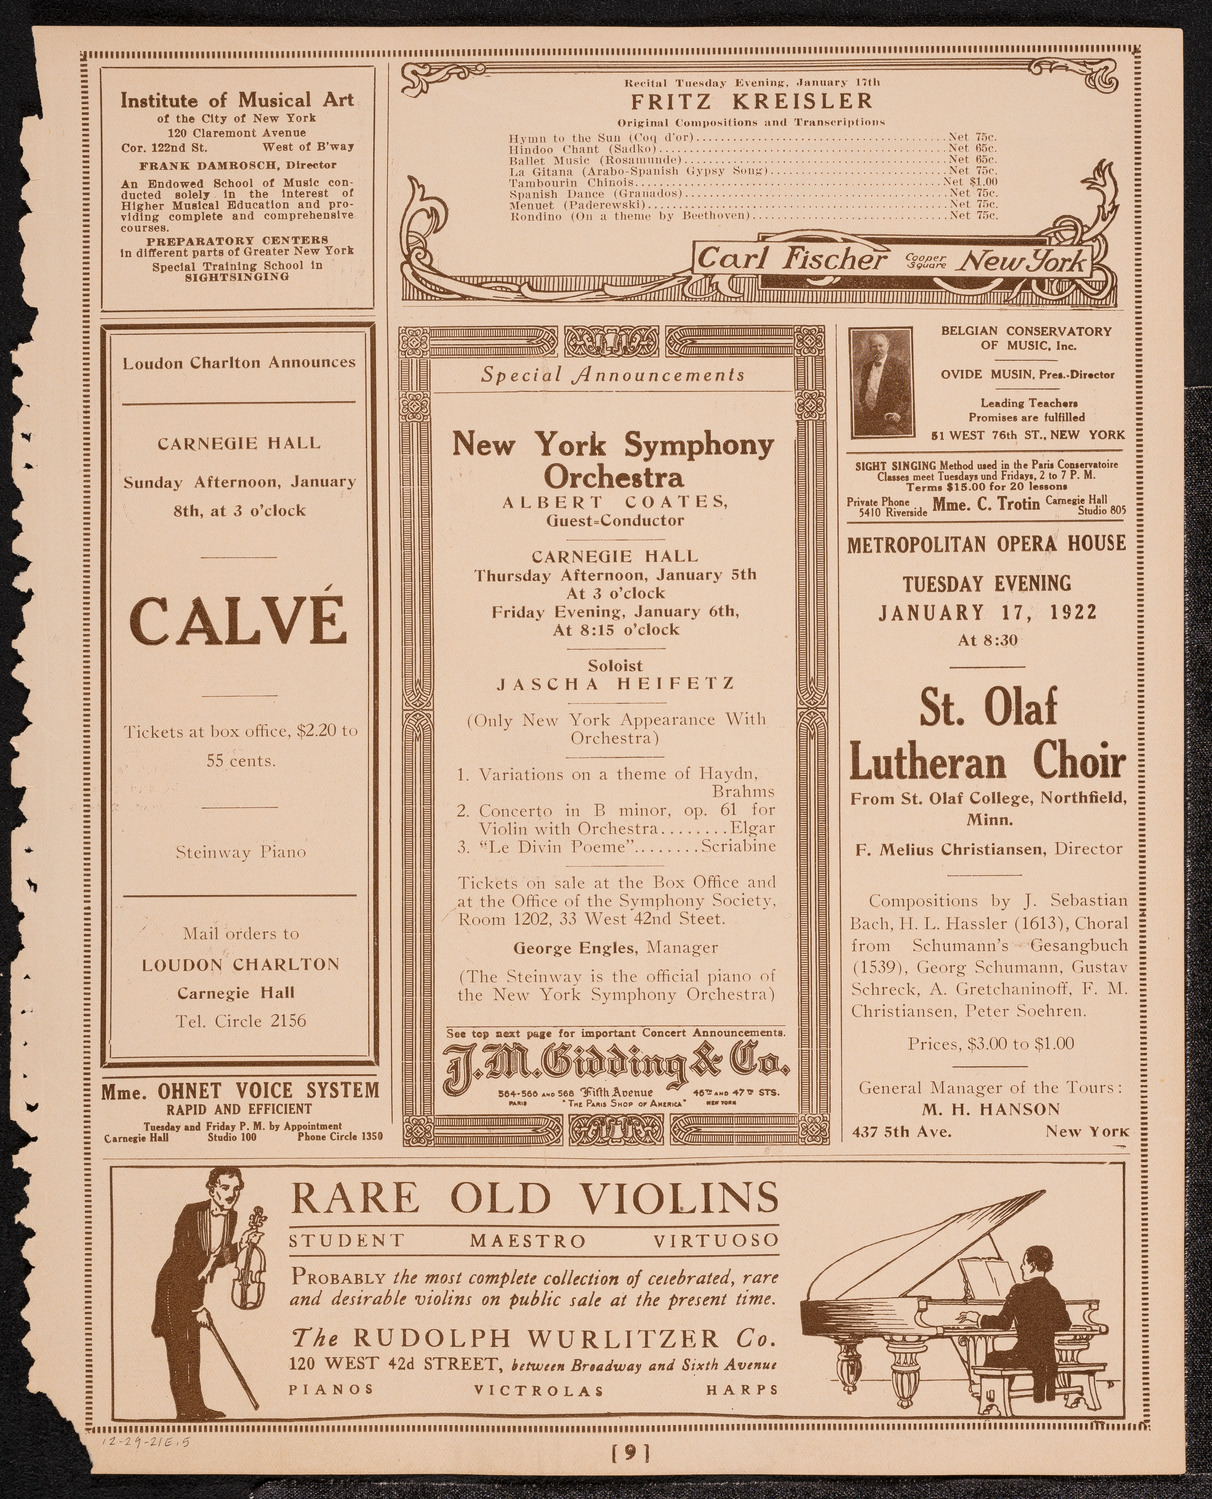 Institute of Musical Art
of the City of New York
120 Claremont Avenue
Cor. 122nd St. West of B'way
FRANK DAMROSCH, Director
An Endowed School of Music con-
ducted solely in the interest of
Higher Musical Education and pro-
viding complete and comprehensive
courses.
PREPARATORY CENTERS
in different parts of Greater New York
Special Training School in
SIGHTSINGING
Recital Tuesday Evening, January 17th
FRITZ KREISLER
Original Compositions and Transcriptions
Hymn to the Sun (Coq d'or)....................Net 75c.
Hindoo Chant (Sadko)....................Net 65c.
Ballet Music (Rosamunde)....................Net 65c.
La Gitana (Arabo-Spanish Gypsy Song)....................Net 75c.
Tambourin Chinois....................Net $1.00
Spanish Dance (Granados)....................Net 75c.
Menuet (Paderewski)....................Net 75c.
Rondino (On a theme by Beethoven)....................Net 75c.
Carl Fischer Cooper Square New York
Loudon Charlton Announces
CARNEGIE HALL
Sunday Afternoon, January
8th, at 3 o'clock
CALVÉ
Tickets at box office, $2.20 to
55 cents.
Steinway Piano
Mail orders to
LOUDON CHARLTON
Carnegie Hall
Tel. Circle 2156
Mme. OHNET VOICE SYSTEM
RAPID AND EFFICIENT
Tuesday and Friday P. M. by Appointment
Carnegie Hall Studio 100 Phone Circle 1350
Special Announcements
New York Symphony
Orchestra
ALBERT COATES,
Guest-Conductor
CARNEGIE HALL
Thursday Afternoon, January 5th
At 3 o'clock
Friday Evening, January 6th,
At 8:15 o'clock
Soloist
JASCHA HEIFETZ
(Only New York Appearance With
Orchestra)
1. Variations on a theme of Haydn,
Brahms
2. Concerto in B minor, op. 61 for
Violin with Orchestra........Elgar
3. "Le Divin Poeme"........Scriabine
Tickets on sale at the Box Office and
at the Office of the Symphony Society,
Room 1202, 33 West 42nd Steet.
George Engles, Manager
(The Steinway is the official piano of
the New York Symphony Orchestra)
See top next page for important Concert Announcements.
J. M. Gidding & Co.
564-566 AND 568 Fifth Avenue 46TH AND 47TH STS.
PARIS "THE PARIS SHOP OF AMERICA" NEW YORK
BELGIAN CONSERVATORY
OF MUSIC, Inc.
OVIDE MUSIN, Pres.-Director
Leading Teachers
Promises are fulfilled
51 WEST 76th ST., NEW YORK
SIGHT SINGING Method used in the Paris Conservatoire
Classes meet Tuesdays und Fridays, 2 to 7 P. M.
Terms $15.00 for 20 lessons
Private Phone 5410 Riverside Mme. C. Trotin Carnegie Hall Studio 805
METROPOLITAN OPERA HOUSE
TUESDAY EVENING
JANUARY 17, 1922
At 8:30
St. Olaf
Lutheran Choir
From St. Olaf College, Northfield,
Minn.
F. Melius Christiansen, Director
Compositions by J. Sebastian
Bach, H. L. Hassler (1613), Choral
from Schumann's Gesangbuch
(1539), Georg Schumann, Gustav
Schreck, A. Gretchaninoff, F. M.
Christiansen, Peter Soehren.
Prices, $3.00 to $1.00
General Manager of the Tours:
M. H. HANSON
437 5th Ave. New York
RARE OLD VIOLINS
STUDENT MAESTRO VIRTUOSO
PROBABLY the most complete collection of celebrated, rare
and desirable violins on public sale at the present time.
The RUDOLPH WURLITZER Co.
120 WEST 42d STREET, between Broadway and Sixth Avenue
PIANOS VICTROLAS HARPS
12-29-21E.5
[ 9 ]